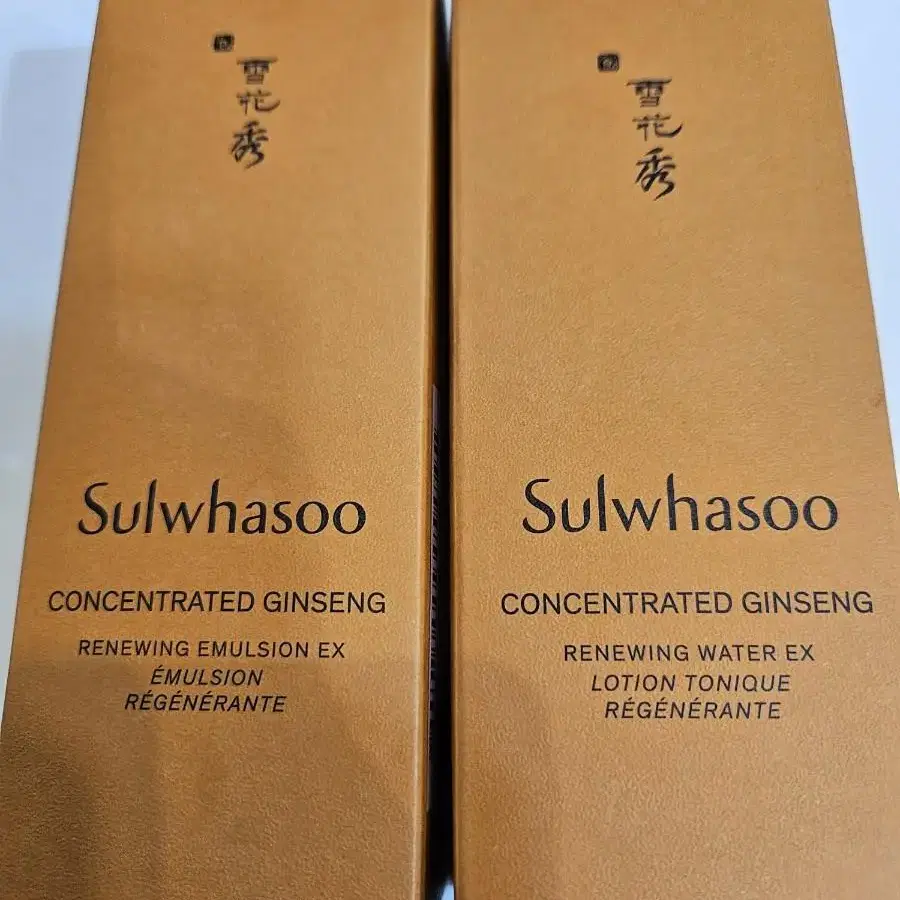 雪花秀
Sulwhasoo
CONCENTRATED GINSENG
RENEWING EMULSION EX
ÉMULSION
RÉGÉNÉRANTE
雪花秀
Sulwhasoo
CONCENTRATED GINSENG
RENEWING WATER EX
LOTION TONIQUE
RÉGÉNÉRANTE